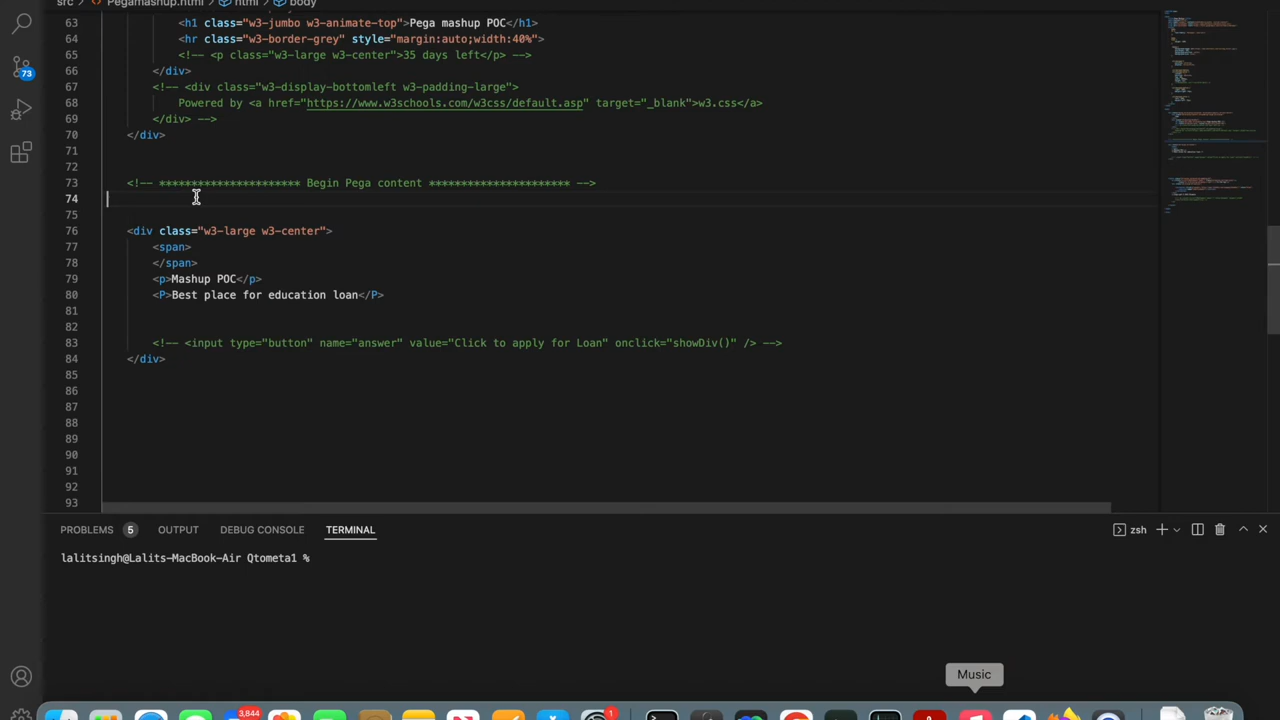 src > <> Pegamashup.html > html > body
63 <h1 class="w3-jumbo w3-animate-top">Pega mashup POC</h1>
64 <hr class="w3-border-grey" style="margin:auto;width:40%">
65 <!-- <p class="w3-large w3-center">35 days left</p> -->
66 </div>
67 <!-- <div class="w3-display-bottomleft w3-padding-large">
68 Powered by <a href="https://www.w3schools.com/w3css/default.asp" target="_blank">w3.css</a>
69 </div> -->
70 </div>
71
72
73 <!-- ********************** Begin Pega content ********************** -->
74
75
76 <div class="w3-large w3-center">
77 <span>
78 </span>
79 <p>Mashup POC</p>
80 <P>Best place for education loan</P>
81
82
83 <!-- <input type="button" name="answer" value="Click to apply for Loan" onclick="showDiv()" /> -->
84 </div>
85
86
87
88
89
90
91
92
93
73
PROBLEMS 5 OUTPUT DEBUG CONSOLE TERMINAL zsh
lalitsingh@Lalits-MacBook-Air Qtometa1 %
Music
3,844
1